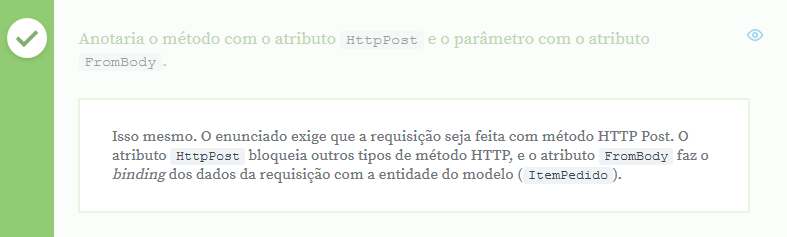 Anotaria o método com o atributo HttpPost e o parâmetro com o atributo
FromBody.
Isso mesmo. O enunciado exige que a requisição seja feita com método HTTP Post. O
atributo HttpPost bloqueia outros tipos de método HTTP, e o atributo FromBody faz o
binding dos dados da requisição com a entidade do modelo (ItemPedido).